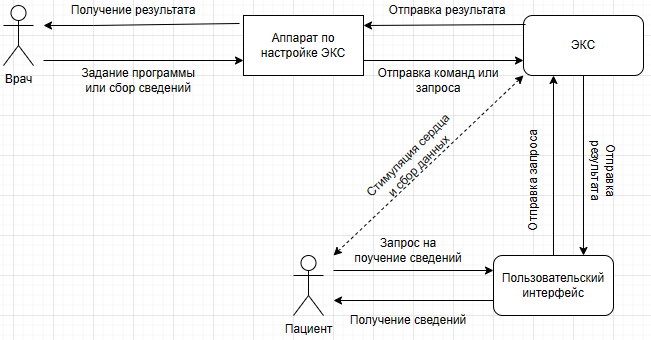 Получение результата
Отправка результата
Аппарат по
настройке ЭКС
ЭКС
Врач
Задание программы
или сбор сведений
Отправка команд или
запроса
Стимуляция сердца
и сбор данных
Отправка запроса
Отправка
результата
Запрос на
поучение сведений
Пользовательский
интерфейс
Пациент
Получение сведений